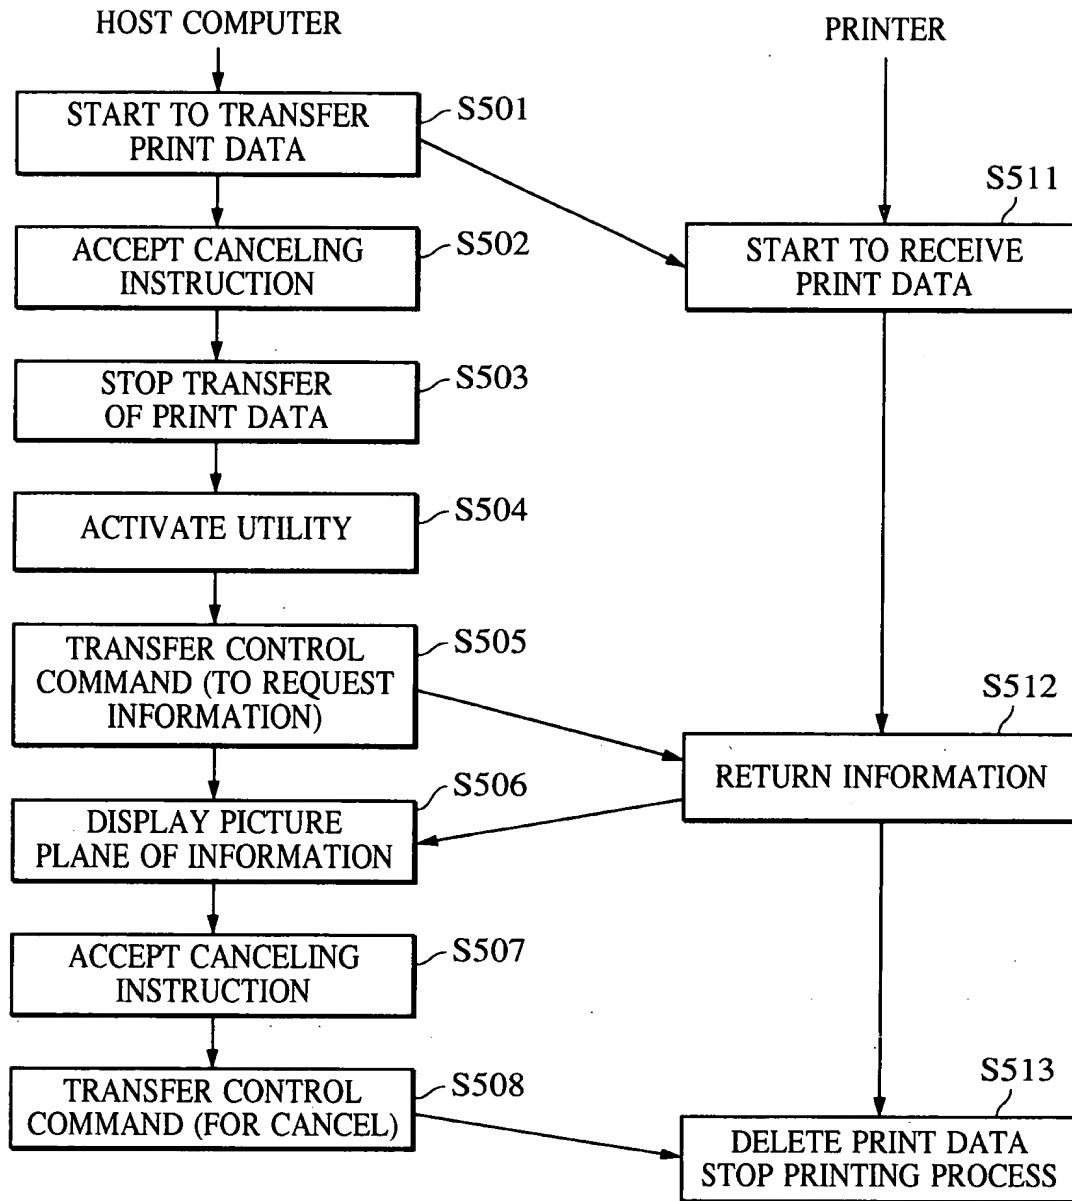 HOST COMPUTER
PRINTER
START TO TRANSFER
PRINT DATA
S501
S511
ACCEPT CANCELING
INSTRUCTION
S502
START TO RECEIVE
PRINT DATA
STOP TRANSFER
OF PRINT DATA
S503
ACTIVATE UTILITY
S504
TRANSFER CONTROL
COMMAND (TO REQUEST
INFORMATION)
S505
S512
RETURN INFORMATION
DISPLAY PICTURE
PLANE OF INFORMATION
S506
ACCEPT CANCELING
INSTRUCTION
S507
TRANSFER CONTROL
COMMAND (FOR CANCEL)
S508
S513
DELETE PRINT DATA
STOP PRINTING PROCESS